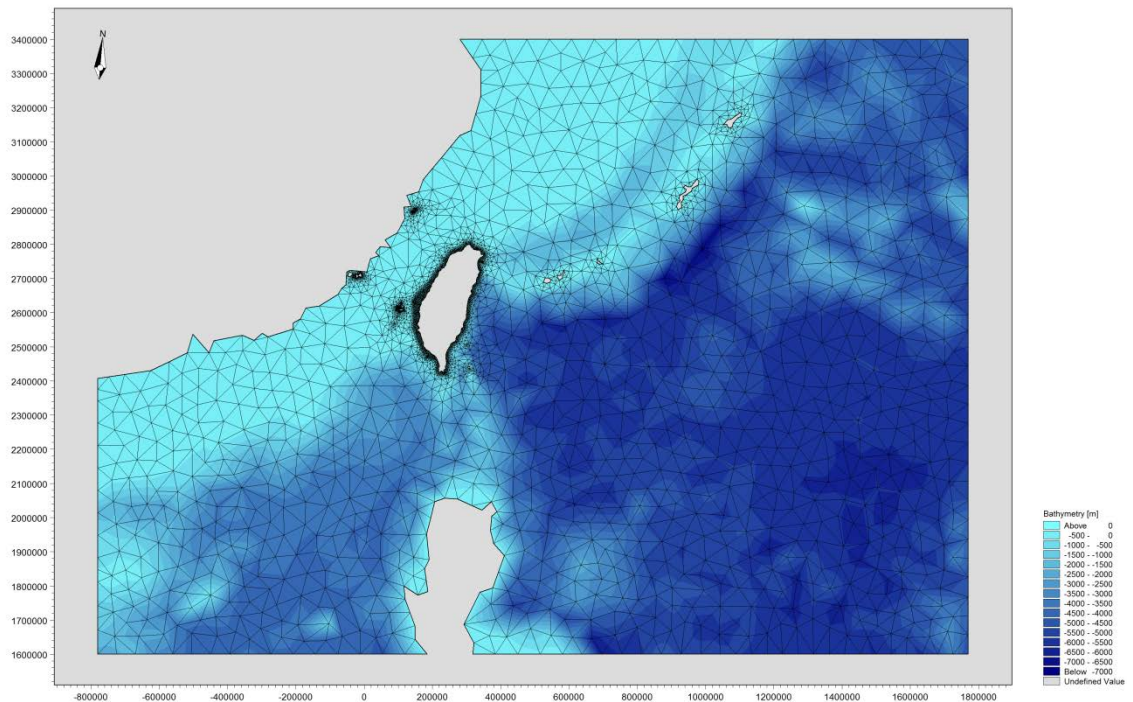 N
3400000
3300000
3200000
3100000
3000000
2900000
2800000
2700000
2600000
2500000
2400000
2300000
2200000
2100000
2000000
1900000
1800000
1700000
1600000
-800000 -600000 -400000 -200000 0 200000 400000 600000 800000 1000000 1200000 1400000 1600000 1800000
Bathymetry [m]
Above 0
-500 - 0
-1000 - -500
-1500 - -1000
-2000 - -1500
-2500 - -2000
-3000 - -2500
-3500 - -3000
-4000 - -3500
-4500 - -4000
-5000 - -4500
-5500 - -5000
-6000 - -5500
-6500 - -6000
-7000 - -6500
Below -7000
Undefined Value